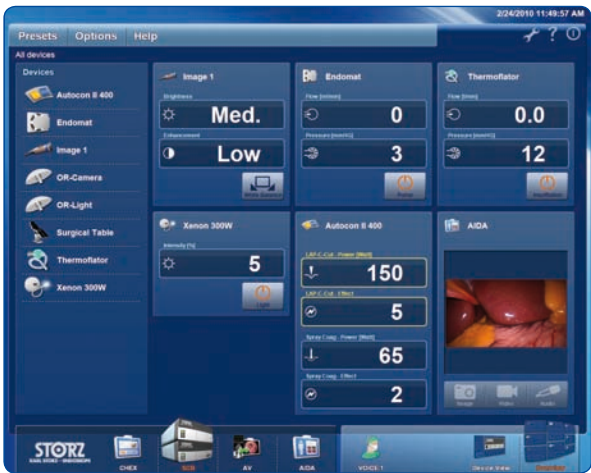 2/24/2010 11:49:57 AM
Presets Options Help
All devices
Devices
Autocon II 400
Endomat
Image 1
OR-Camera
OR-Light
Surgical Table
Thermoflator
Xenon 300W
Image 1
Brightness
Med.
Enhancement
Low
White Balance
Endomat
Flow [ml/min]
0
Pressure [mmHG]
3
Pump
Thermoflator
Flow [l/min]
0.0
Pressure [mmHG]
12
Insufflation
Xenon 300W
Intensity [%]
5
Light
Autocon II 400
LAP-C-Cut - Power [Watt]
150
LAP-C-Cut - Effect
5
Spray Coag - Power [Watt]
65
Spray Coag - Effect
2
AIDA
Image Video Audio
STORZ
KARL STORZ - ENDOSKOPE
CHEX
SCB
AV
AIDA
VOICE 1
Device View
Overview